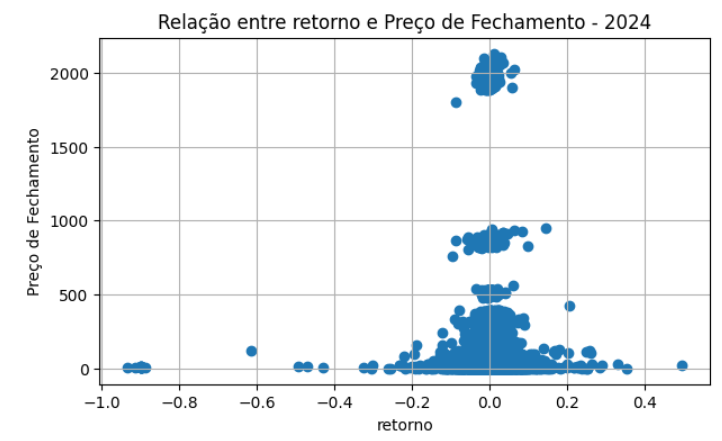 Relação entre retorno e Preço de Fechamento - 2024
Preço de Fechamento
2000
1500
1000
500
0
−1.0 −0.8 −0.6 −0.4 −0.2 0.0 0.2 0.4
retorno